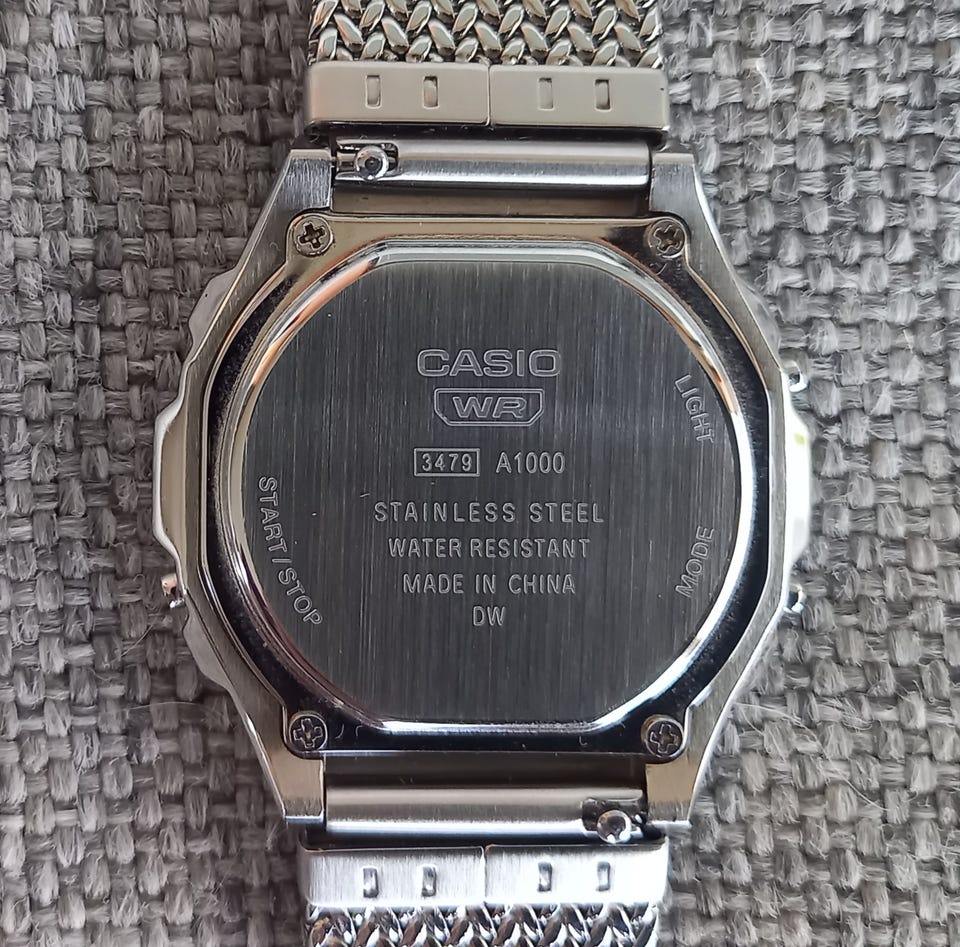 CASIO
WR
3479 A1000
STAINLESS STEEL
WATER RESISTANT
MADE IN CHINA
DW
LIGHT
MODE
START/STOP